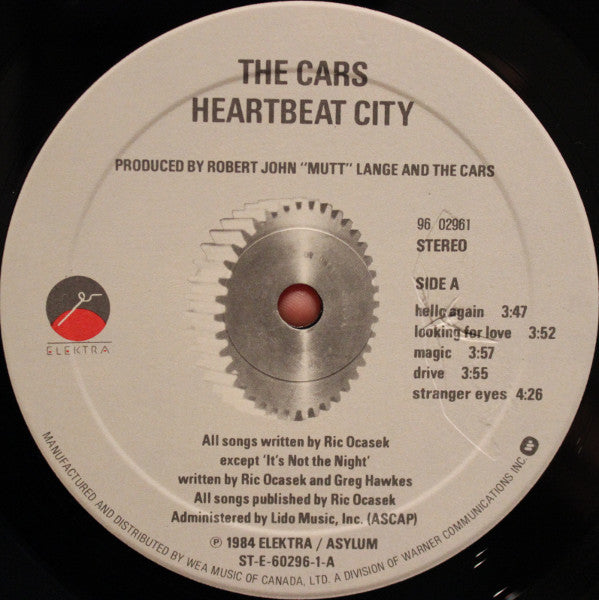 THE CARS
HEARTBEAT CITY
PRODUCED BY ROBERT JOHN "MUTT" LANGE AND THE CARS
96 02961
STEREO
SIDE A
hello again 3:47
looking for love 3:52
magic 3:57
drive 3:55
stranger eyes 4:26
ELEKTRA
All songs written by Ric Ocasek
except 'It's Not the Night'
written by Ric Ocasek and Greg Hawkes
All songs published by Ric Ocasek
Administered by Lido Music, Inc. (ASCAP)
℗ 1984 ELEKTRA / ASYLUM
ST-E-60296-1-A
MANUFACTURED AND DISTRIBUTED BY WEA MUSIC OF CANADA, LTD. A DIVISION OF WARNER COMMUNICATIONS INC.